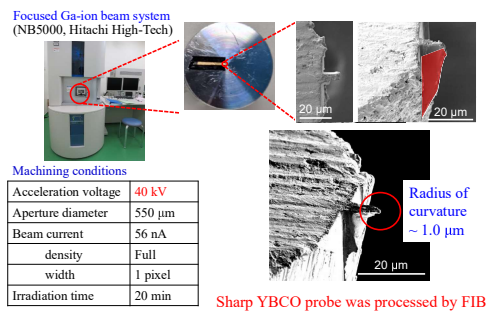 Focused Ga-ion beam system
(NB5000, Hitachi High-Tech)
20 μm
20 μm
Machining conditions
Acceleration voltage 40 kV
Aperture diameter 550 μm
Beam current 56 nA
density Full
width 1 pixel
Irradiation time 20 min
Radius of
curvature
~ 1.0 μm
20 μm
Sharp YBCO probe was processed by FIB